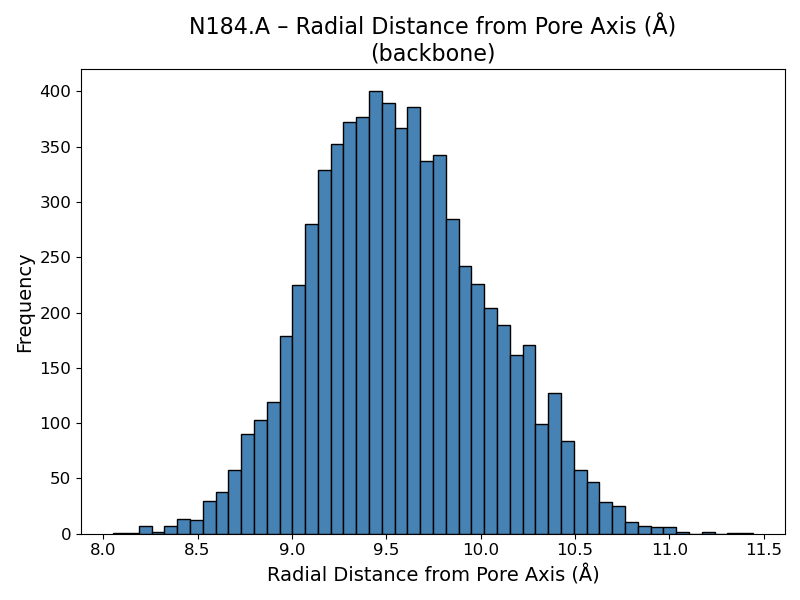 N184.A – Radial Distance from Pore Axis (Å)
(backbone)
400
350
300
250
200
150
100
50
0
Frequency
8.0 8.5 9.0 9.5 10.0 10.5 11.0 11.5
Radial Distance from Pore Axis (Å)